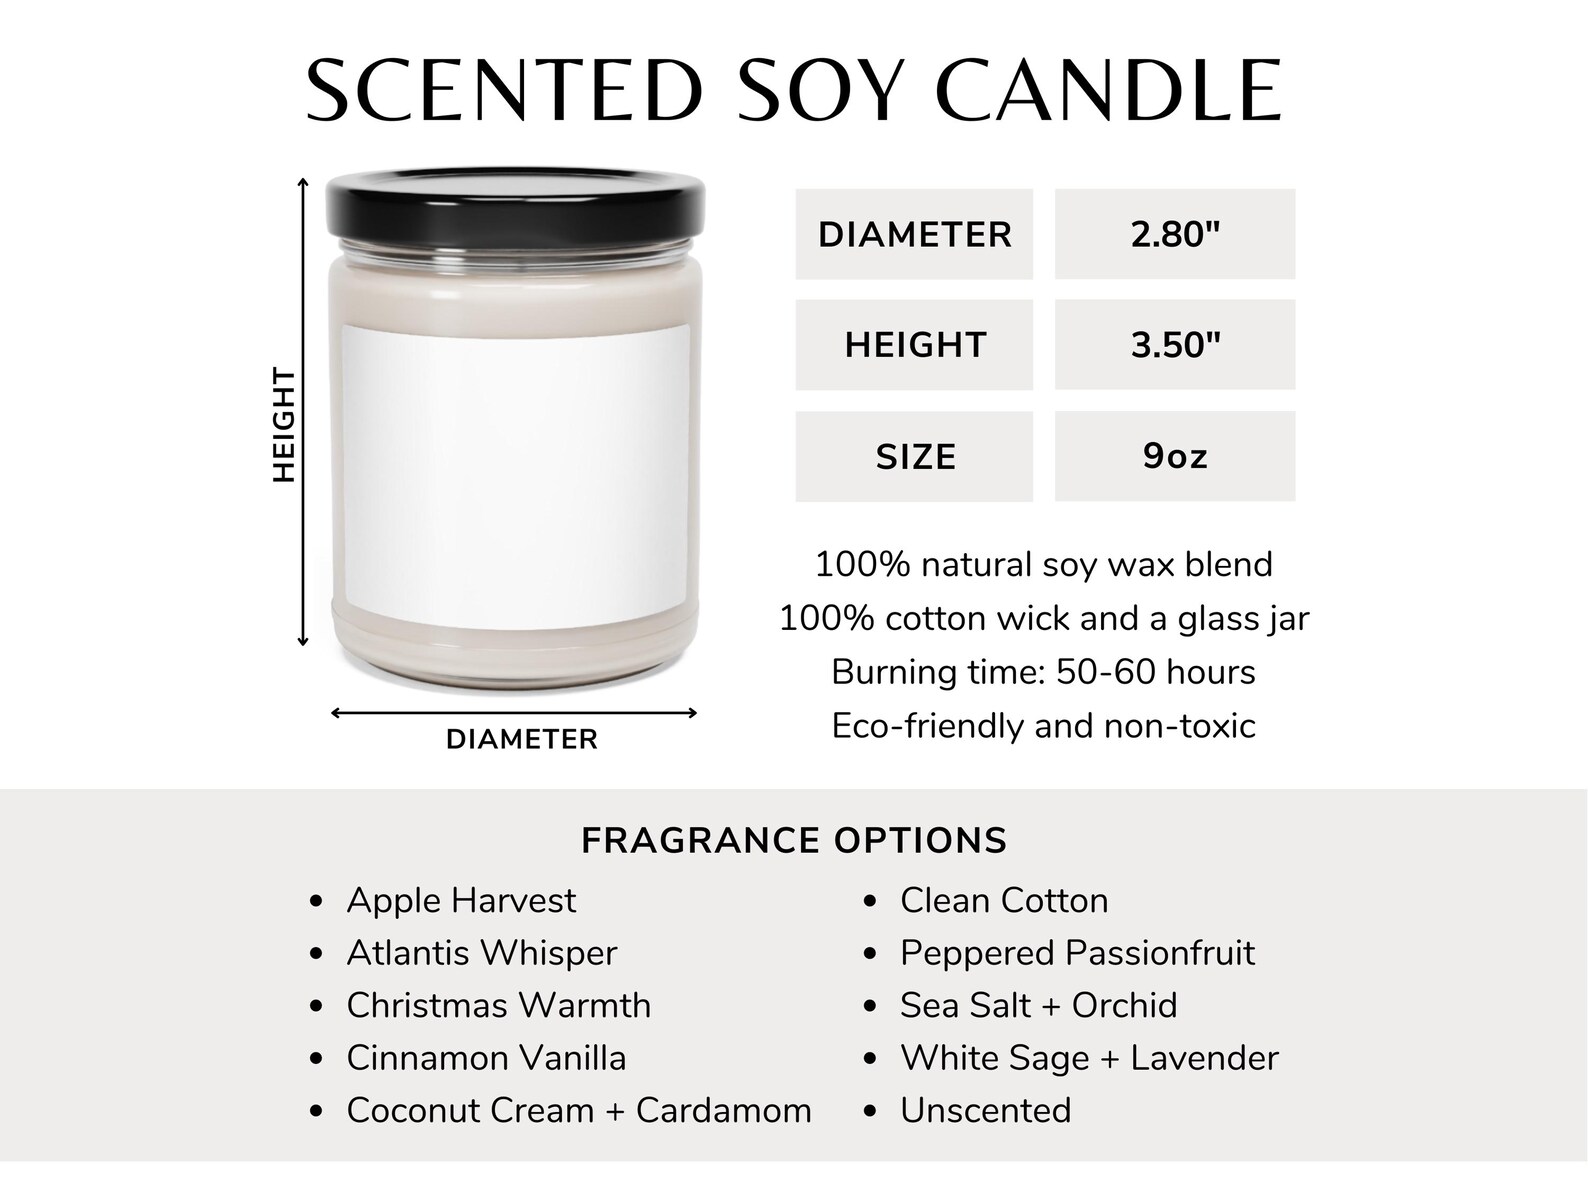 SCENTED SOY CANDLE
HEIGHT
DIAMETER
DIAMETER 2.80"
HEIGHT 3.50"
SIZE 9oz
100% natural soy wax blend
100% cotton wick and a glass jar
Burning time: 50-60 hours
Eco-friendly and non-toxic
FRAGRANCE OPTIONS
• Apple Harvest
• Atlantis Whisper
• Christmas Warmth
• Cinnamon Vanilla
• Coconut Cream + Cardamom
• Clean Cotton
• Peppered Passionfruit
• Sea Salt + Orchid
• White Sage + Lavender
• Unscented